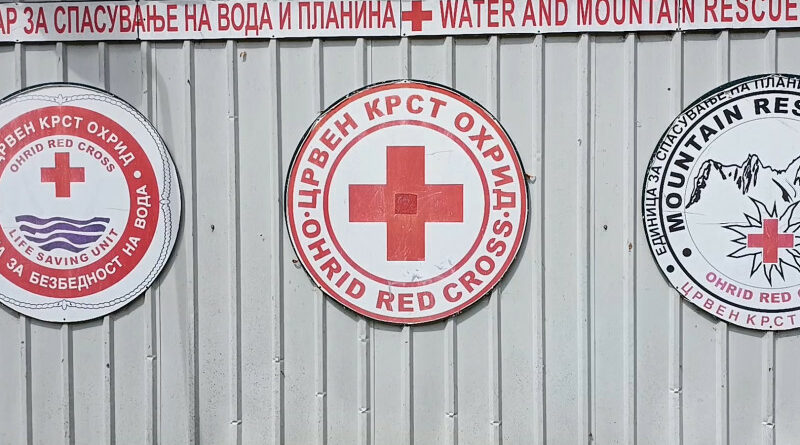 АР ЗА СПАСУВАЊЕ НА ВОДА И ПЛАНИНА WATER AND MOUNTAIN RESCUE
ЦРВЕН КРСТ ОХРИД
OHRID RED CROSS
LIFE SAVING UNIT
ЗА БЕЗБЕДНОСТ НА ВОДА
ЦРВЕН КРСТ ОХРИД
OHRID RED CROSS
ЕДИНИЦА ЗА СПАСУВАЊЕ НА ПЛАНИ
MOUNTAIN RES
OHRID RED C
ЦРВЕН КРСТ